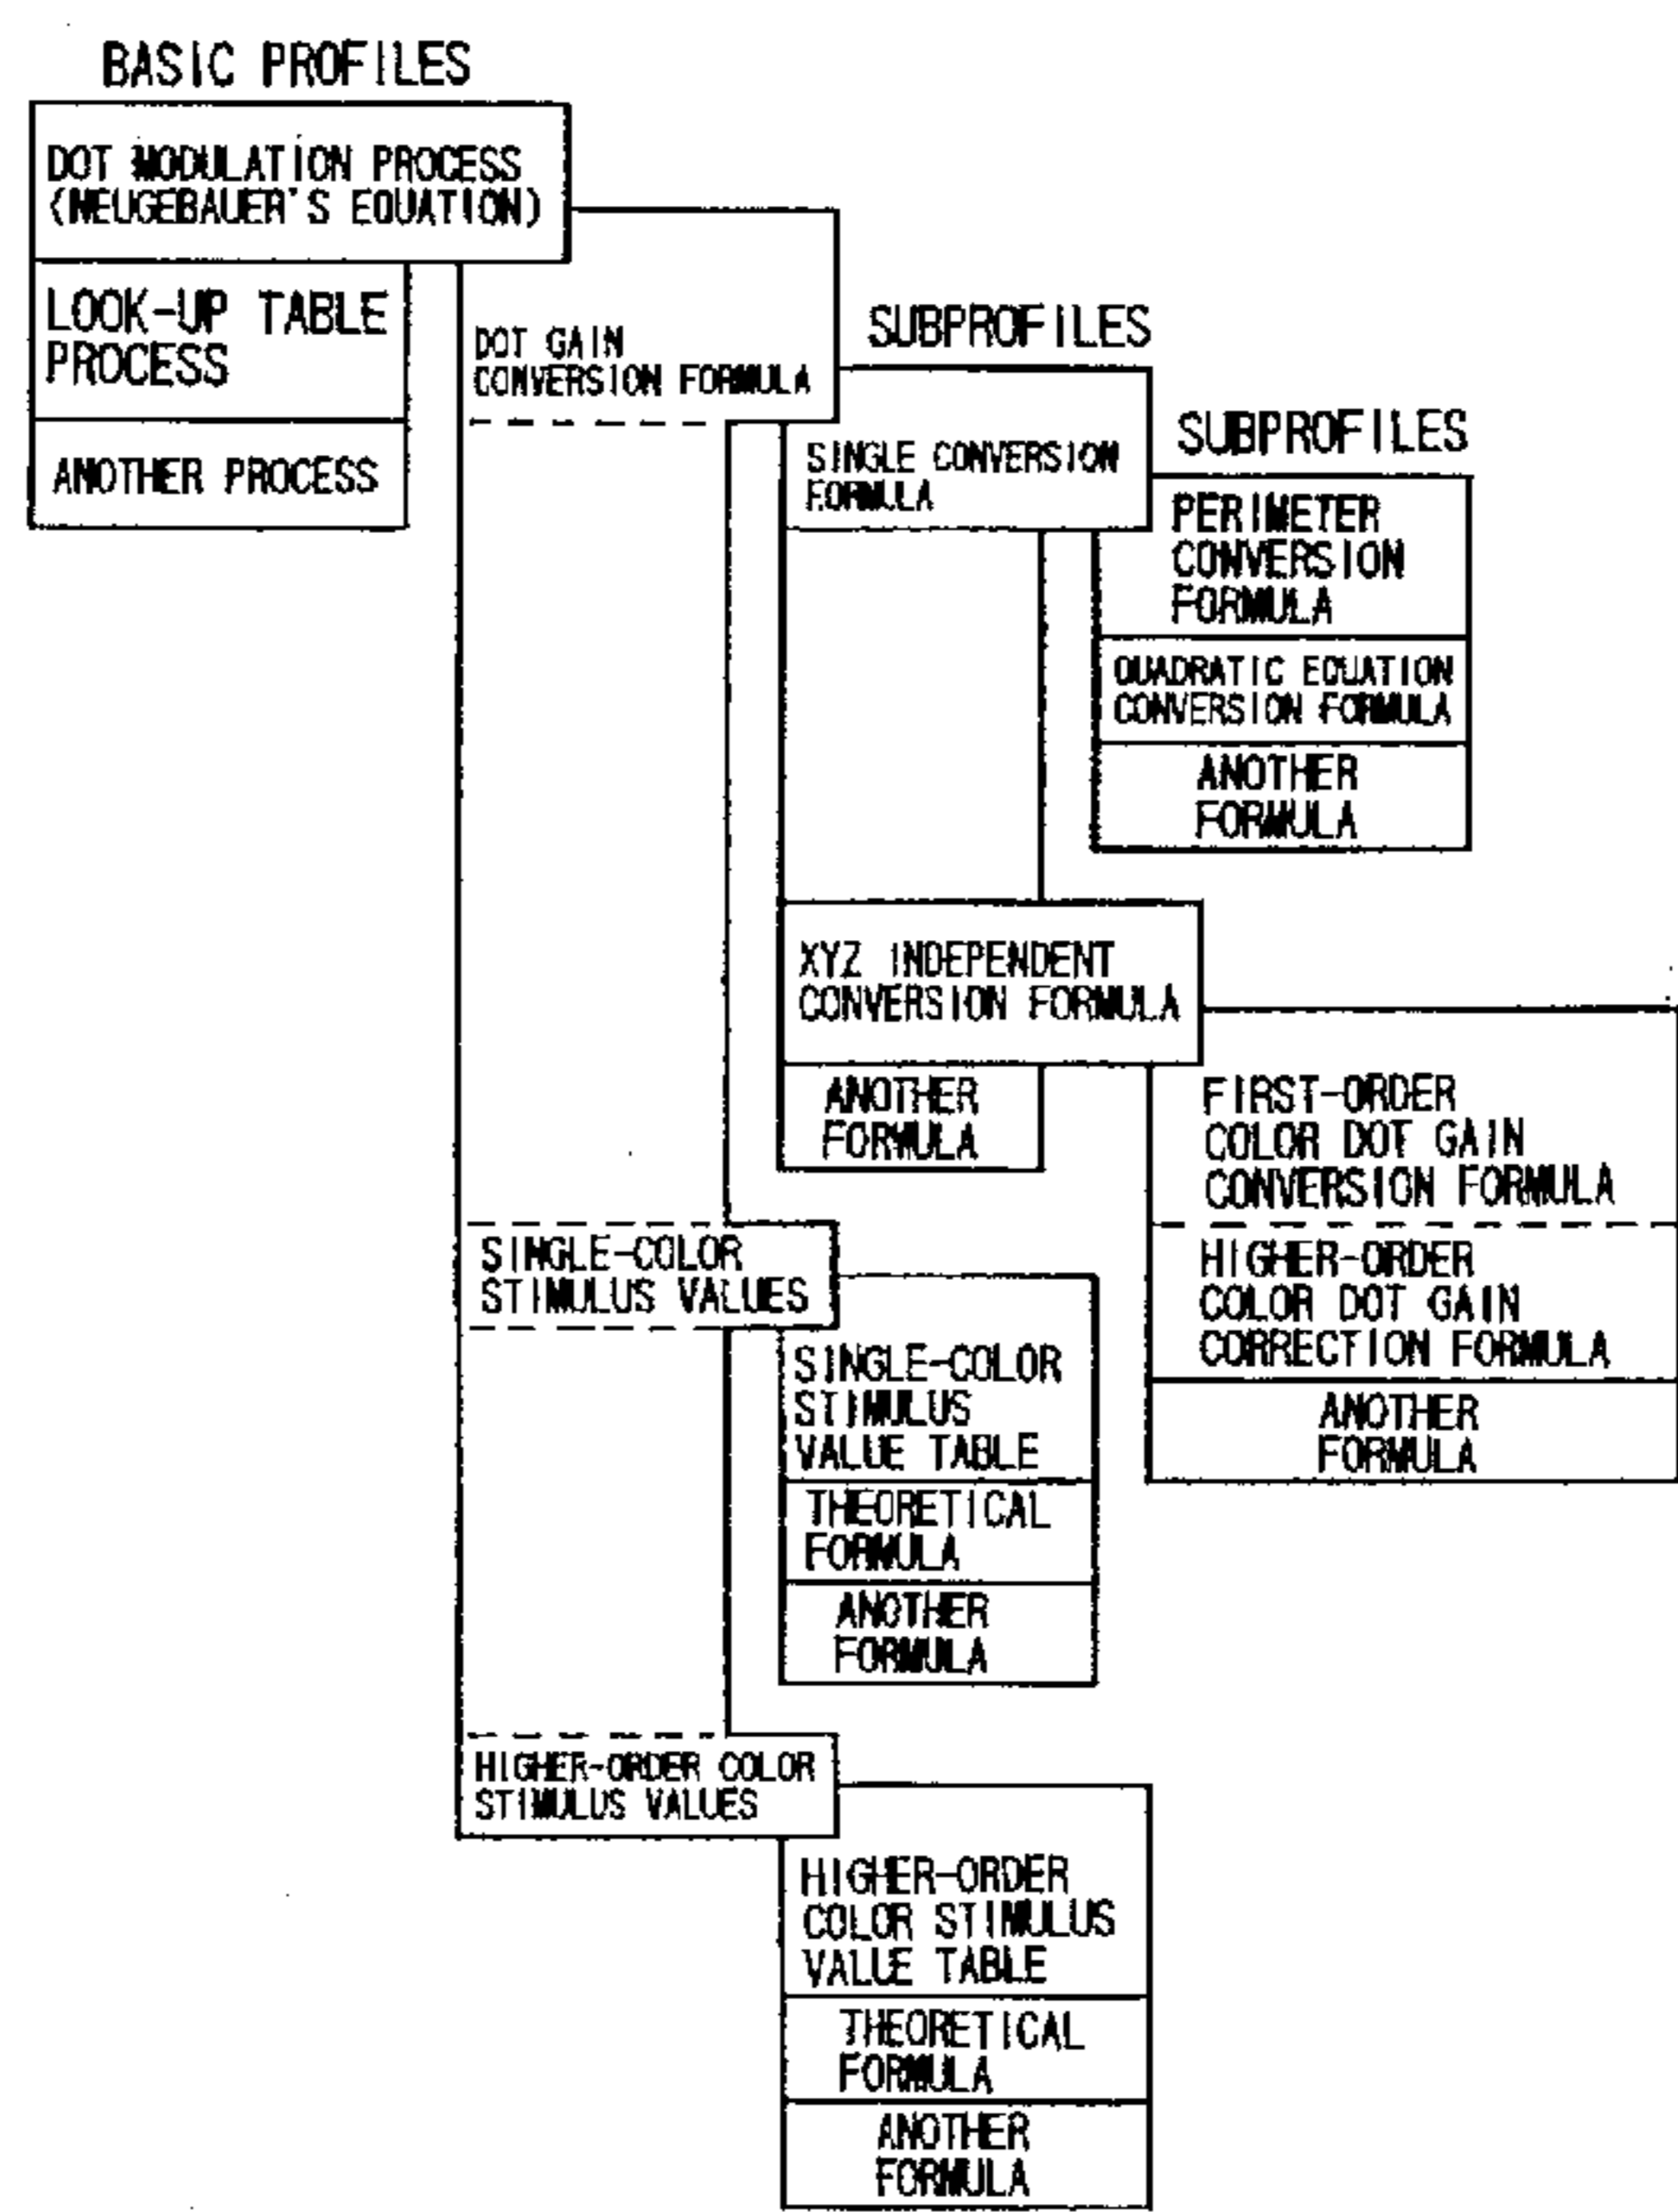 BASIC PROFILES
DOT MODULATION PROCESS
(NEUGEBAUER'S EQUATION)
LOOK-UP TABLE
PROCESS
ANOTHER PROCESS
DOT GAIN
CONVERSION FORMULA
SUBPROFILES
SINGLE CONVERSION
FORMULA
SUBPROFILES
PERIMETER
CONVERSION
FORMULA
QUADRATIC EQUATION
CONVERSION FORMULA
ANOTHER
FORMULA
XYZ INDEPENDENT
CONVERSION FORMULA
ANOTHER
FORMULA
FIRST-ORDER
COLOR DOT GAIN
CONVERSION FORMULA
HIGHER-ORDER
COLOR DOT GAIN
CORRECTION FORMULA
ANOTHER
FORMULA
SINGLE-COLOR
STIMULUS VALUES
SINGLE-COLOR
STIMULUS
VALUE TABLE
THEORETICAL
FORMULA
ANOTHER
FORMULA
HIGHER-ORDER COLOR
STIMULUS VALUES
HIGHER-ORDER
COLOR STIMULUS
VALUE TABLE
THEORETICAL
FORMULA
ANOTHER
FORMULA